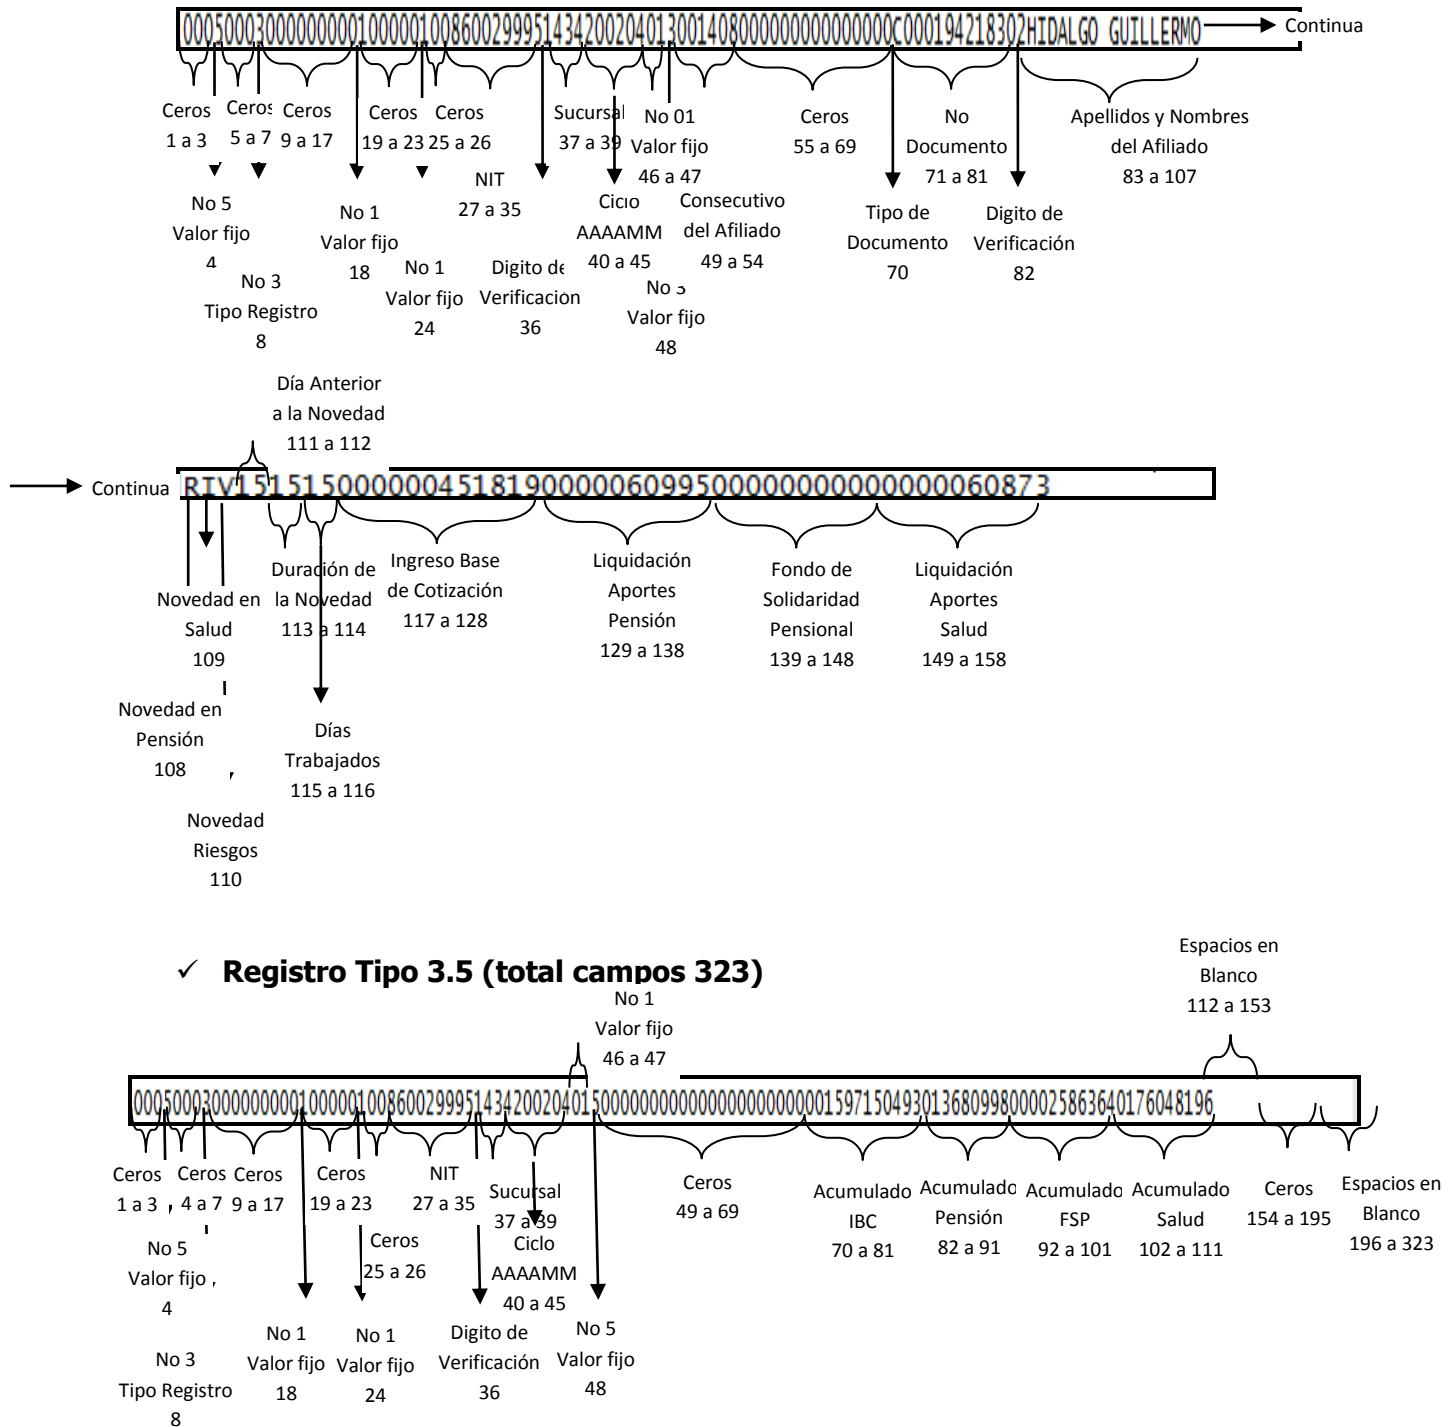 000500030000000001000001008600299951434200204013001408000000000000000C000194218302HIDALGO GUILLERMO
Continua
Ceros
1 a 3
Ceros
5 a 7
Ceros
9 a 17
Ceros
19 a 23
Ceros
25 a 26
Sucursal
37 a 39
No 01
Valor fijo
46 a 47
Ceros
55 a 69
No
Documento
71 a 81
Apellidos y Nombres
del Afiliado
83 a 107
No 5
Valor fijo
4
No 3
Tipo Registro
8
No 1
Valor fijo
18
No 1
Valor fijo
24
NIT
27 a 35
Digito de
Verificación
36
Ciclo
AAAAMM
40 a 45
No 3
Valor fijo
48
Consecutivo
del Afiliado
49 a 54
Tipo de
Documento
70
Digito de
Verificación
82
Día Anterior
a la Novedad
111 a 112
Continua
RIV151515000000451819000006099500000000000000060873
Novedad en
Salud
109
Duración de
la Novedad
113 a 114
Ingreso Base
de Cotización
117 a 128
Liquidación
Aportes
Pensión
129 a 138
Fondo de
Solidaridad
Pensional
139 a 148
Liquidación
Aportes
Salud
149 a 158
Novedad en
Pensión
108
Días
Trabajados
115 a 116
Novedad
Riesgos
110
✓ Registro Tipo 3.5 (total campos 323)
No 1
Valor fijo
46 a 47
Espacios en
Blanco
112 a 153
000500030000000001000001008600299951434200204015000000000000000000000001597150493013680998000025863640176048196
Ceros
1 a 3
Ceros
4 a 7
Ceros
9 a 17
Ceros
19 a 23
NIT
27 a 35
Sucursal
37 a 39
Ceros
49 a 69
Acumulado
IBC
70 a 81
Acumulado
Pensión
82 a 91
Acumulado
FSP
92 a 101
Acumulado
Salud
102 a 111
Ceros
154 a 195
Espacios en
Blanco
196 a 323
No 5
Valor fijo
4
Ceros
25 a 26
Ciclo
AAAAMM
40 a 45
No 3
Tipo Registro
8
No 1
Valor fijo
18
No 1
Valor fijo
24
Digito de
Verificación
36
No 5
Valor fijo
48